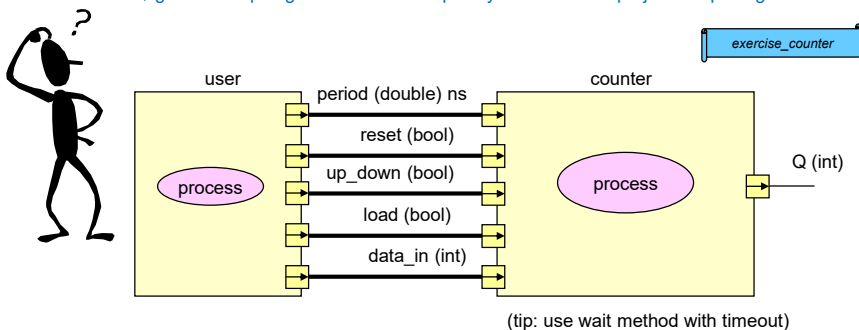 exercise_counter
user
counter
period (double) ns
reset (bool)
up_down (bool)
load (bool)
data_in (int)
process
process
Q (int)
(tip: use wait method with timeout)
?